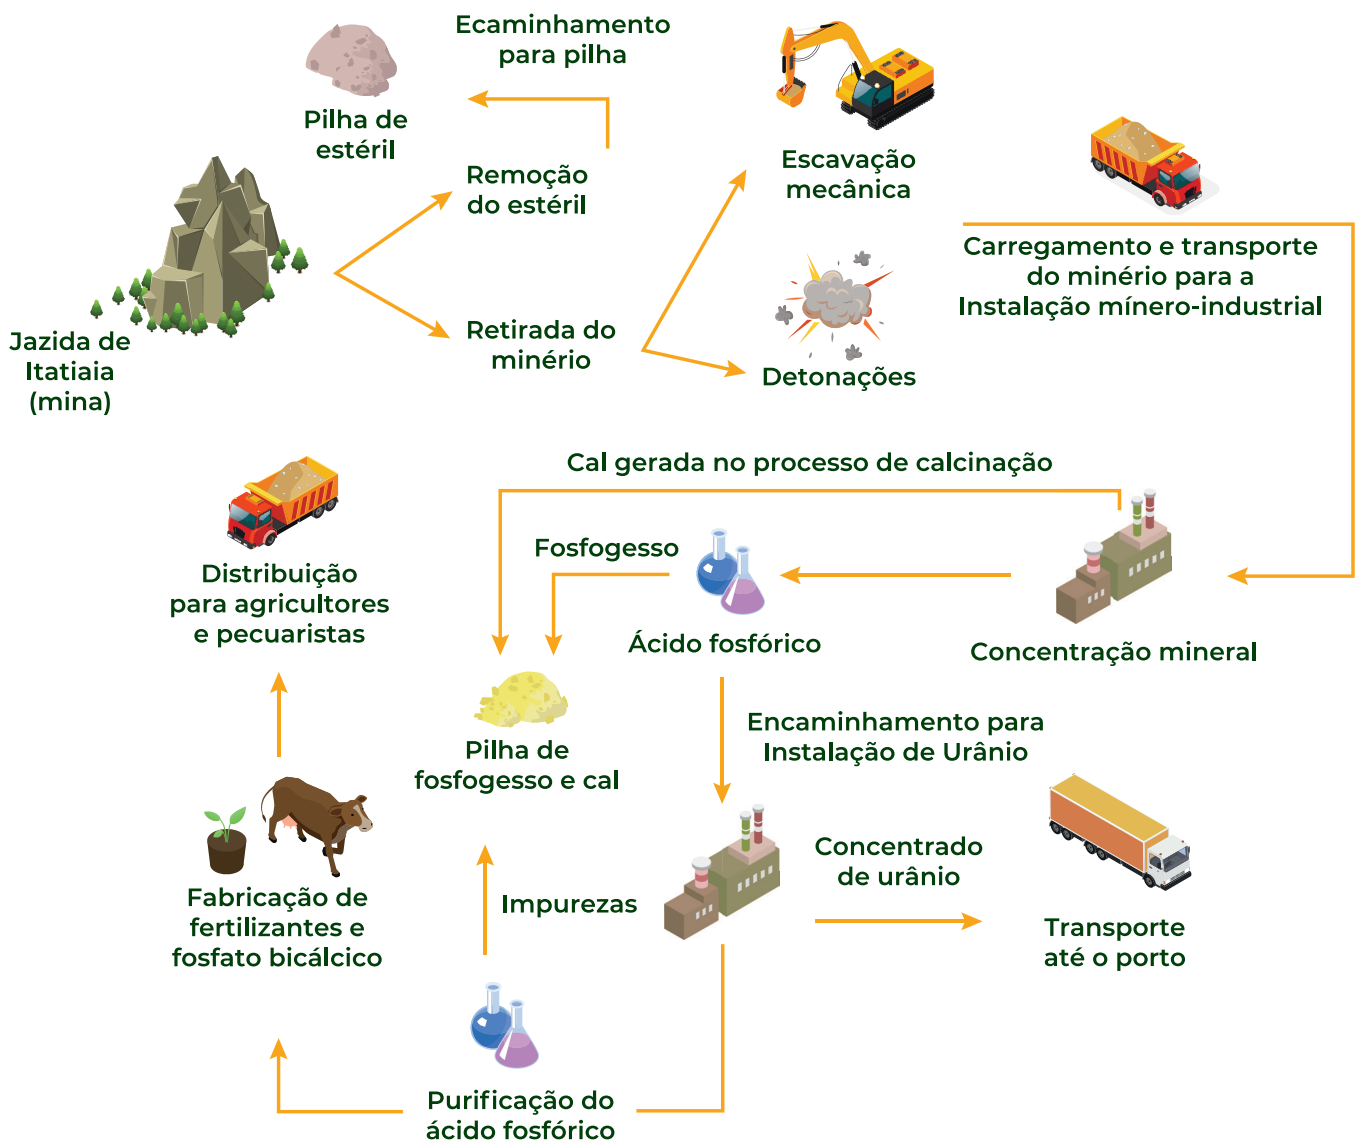 Ecaminhamento
para pilha
Pilha de
estéril
Remoção
do estéril
Escavação
mecânica
Carregamento e transporte
do minério para a
Instalação mínero-industrial
Jazida de
Itatiaia
(mina)
Retirada do
minério
Detonações
Cal gerada no processo de calcinação
Fosfogesso
Distribuição
para agricultores
e pecuaristas
Ácido fosfórico
Concentração mineral
Pilha de
fosfogesso e cal
Encaminhamento para
Instalação de Urânio
Fabricação de
fertilizantes e
fosfato bicálcico
Impurezas
Concentrado
de urânio
Transporte
até o porto
Purificação do
ácido fosfórico